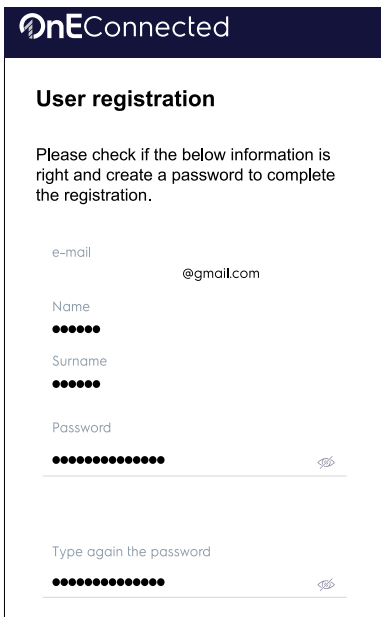 OnEConnected
User registration
Please check if the below information is
right and create a password to complete
the registration.
e-mail
@gmail.com
Name
●●●●●●
Surname
●●●●●●
Password
●●●●●●●●●●●●●●
Type again the password
●●●●●●●●●●●●●●